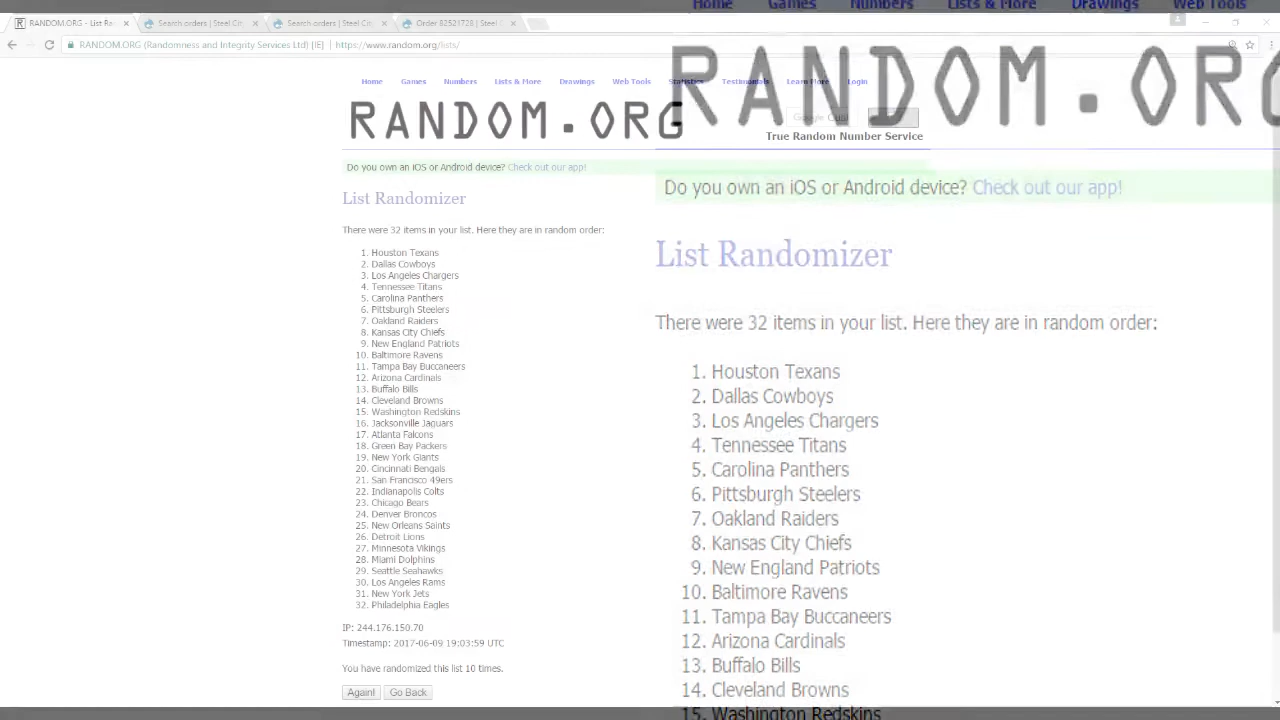 RANDOM.ORG - List Ran
Search orders | Steel Cit
Search orders | Steel Cit
Order 82521728 | Steel C
RANDOM.ORG (Randomness and Integrity Services Ltd) [IE] https://www.random.org/lists/
Home Games Numbers Lists & More Drawings Web Tools Statistics Testimonials Learn More Login
RANDOM.ORG
True Random Number Service
Do you own an iOS or Android device? Check out our app!
List Randomizer
There were 32 items in your list. Here they are in random order:
1. Houston Texans
2. Dallas Cowboys
3. Los Angeles Chargers
4. Tennessee Titans
5. Carolina Panthers
6. Pittsburgh Steelers
7. Oakland Raiders
8. Kansas City Chiefs
9. New England Patriots
10. Baltimore Ravens
11. Tampa Bay Buccaneers
12. Arizona Cardinals
13. Buffalo Bills
14. Cleveland Browns
15. Washington Redskins
16. Jacksonville Jaguars
17. Atlanta Falcons
18. Green Bay Packers
19. New York Giants
20. Cincinnati Bengals
21. San Francisco 49ers
22. Indianapolis Colts
23. Chicago Bears
24. Denver Broncos
25. New Orleans Saints
26. Detroit Lions
27. Minnesota Vikings
28. Miami Dolphins
29. Seattle Seahawks
30. Los Angeles Rams
31. New York Jets
32. Philadelphia Eagles
IP: 244.176.150.70
Timestamp: 2017-06-09 19:03:59 UTC
You have randomized this list 10 times.
Again! Go Back
Home Games Numbers Lists & More Drawings Web Tools
RANDOM.ORG
Do you own an iOS or Android device? Check out our app!
List Randomizer
There were 32 items in your list. Here they are in random order:
1. Houston Texans
2. Dallas Cowboys
3. Los Angeles Chargers
4. Tennessee Titans
5. Carolina Panthers
6. Pittsburgh Steelers
7. Oakland Raiders
8. Kansas City Chiefs
9. New England Patriots
10. Baltimore Ravens
11. Tampa Bay Buccaneers
12. Arizona Cardinals
13. Buffalo Bills
14. Cleveland Browns
15. Washington Redskins